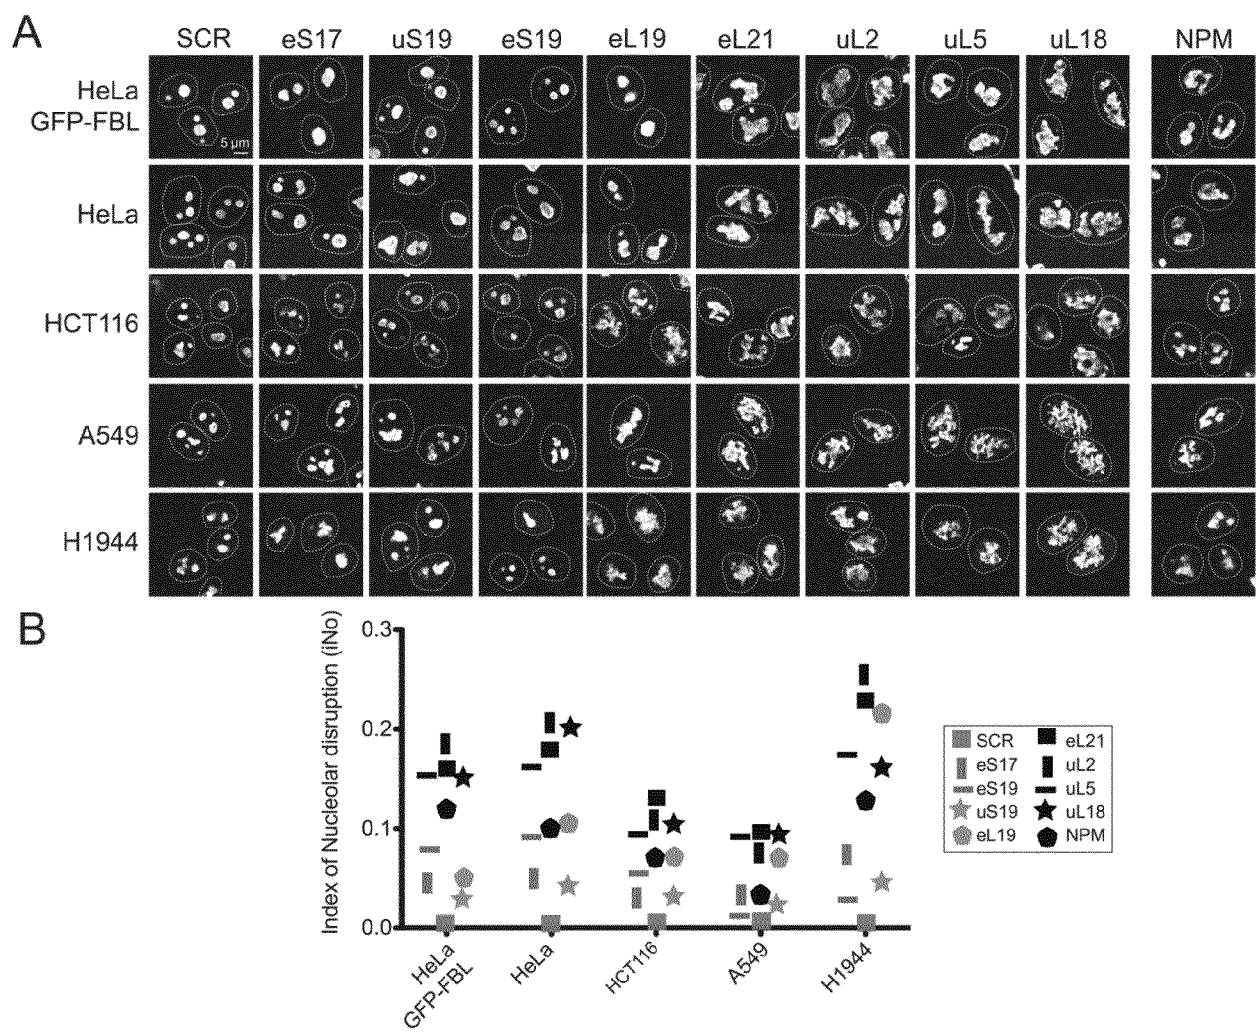 A
SCR eS17 uS19 eS19 eL19 eL21 uL2 uL5 uL18 NPM
HeLa
GFP-FBL
5 µm
HeLa
HCT116
A549
H1944
B
Index of Nucleolar disruption (iNo)
0.3
0.2
0.1
0.0
HeLa
GFP-FBL
HeLa
HCT116
A549
H1944
SCR eL21
eS17 uL2
eS19 uL5
uS19 uL18
eL19 NPM